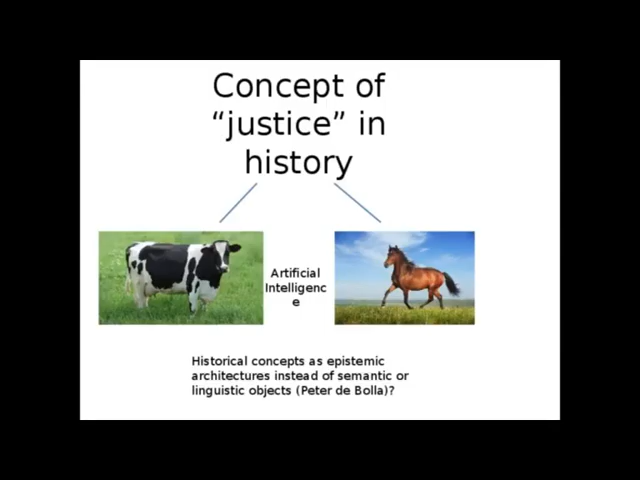 Concept of
“justice” in
history
Artificial
Intelligenc
e
Historical concepts as epistemic
architectures instead of semantic or
linguistic objects (Peter de Bolla)?